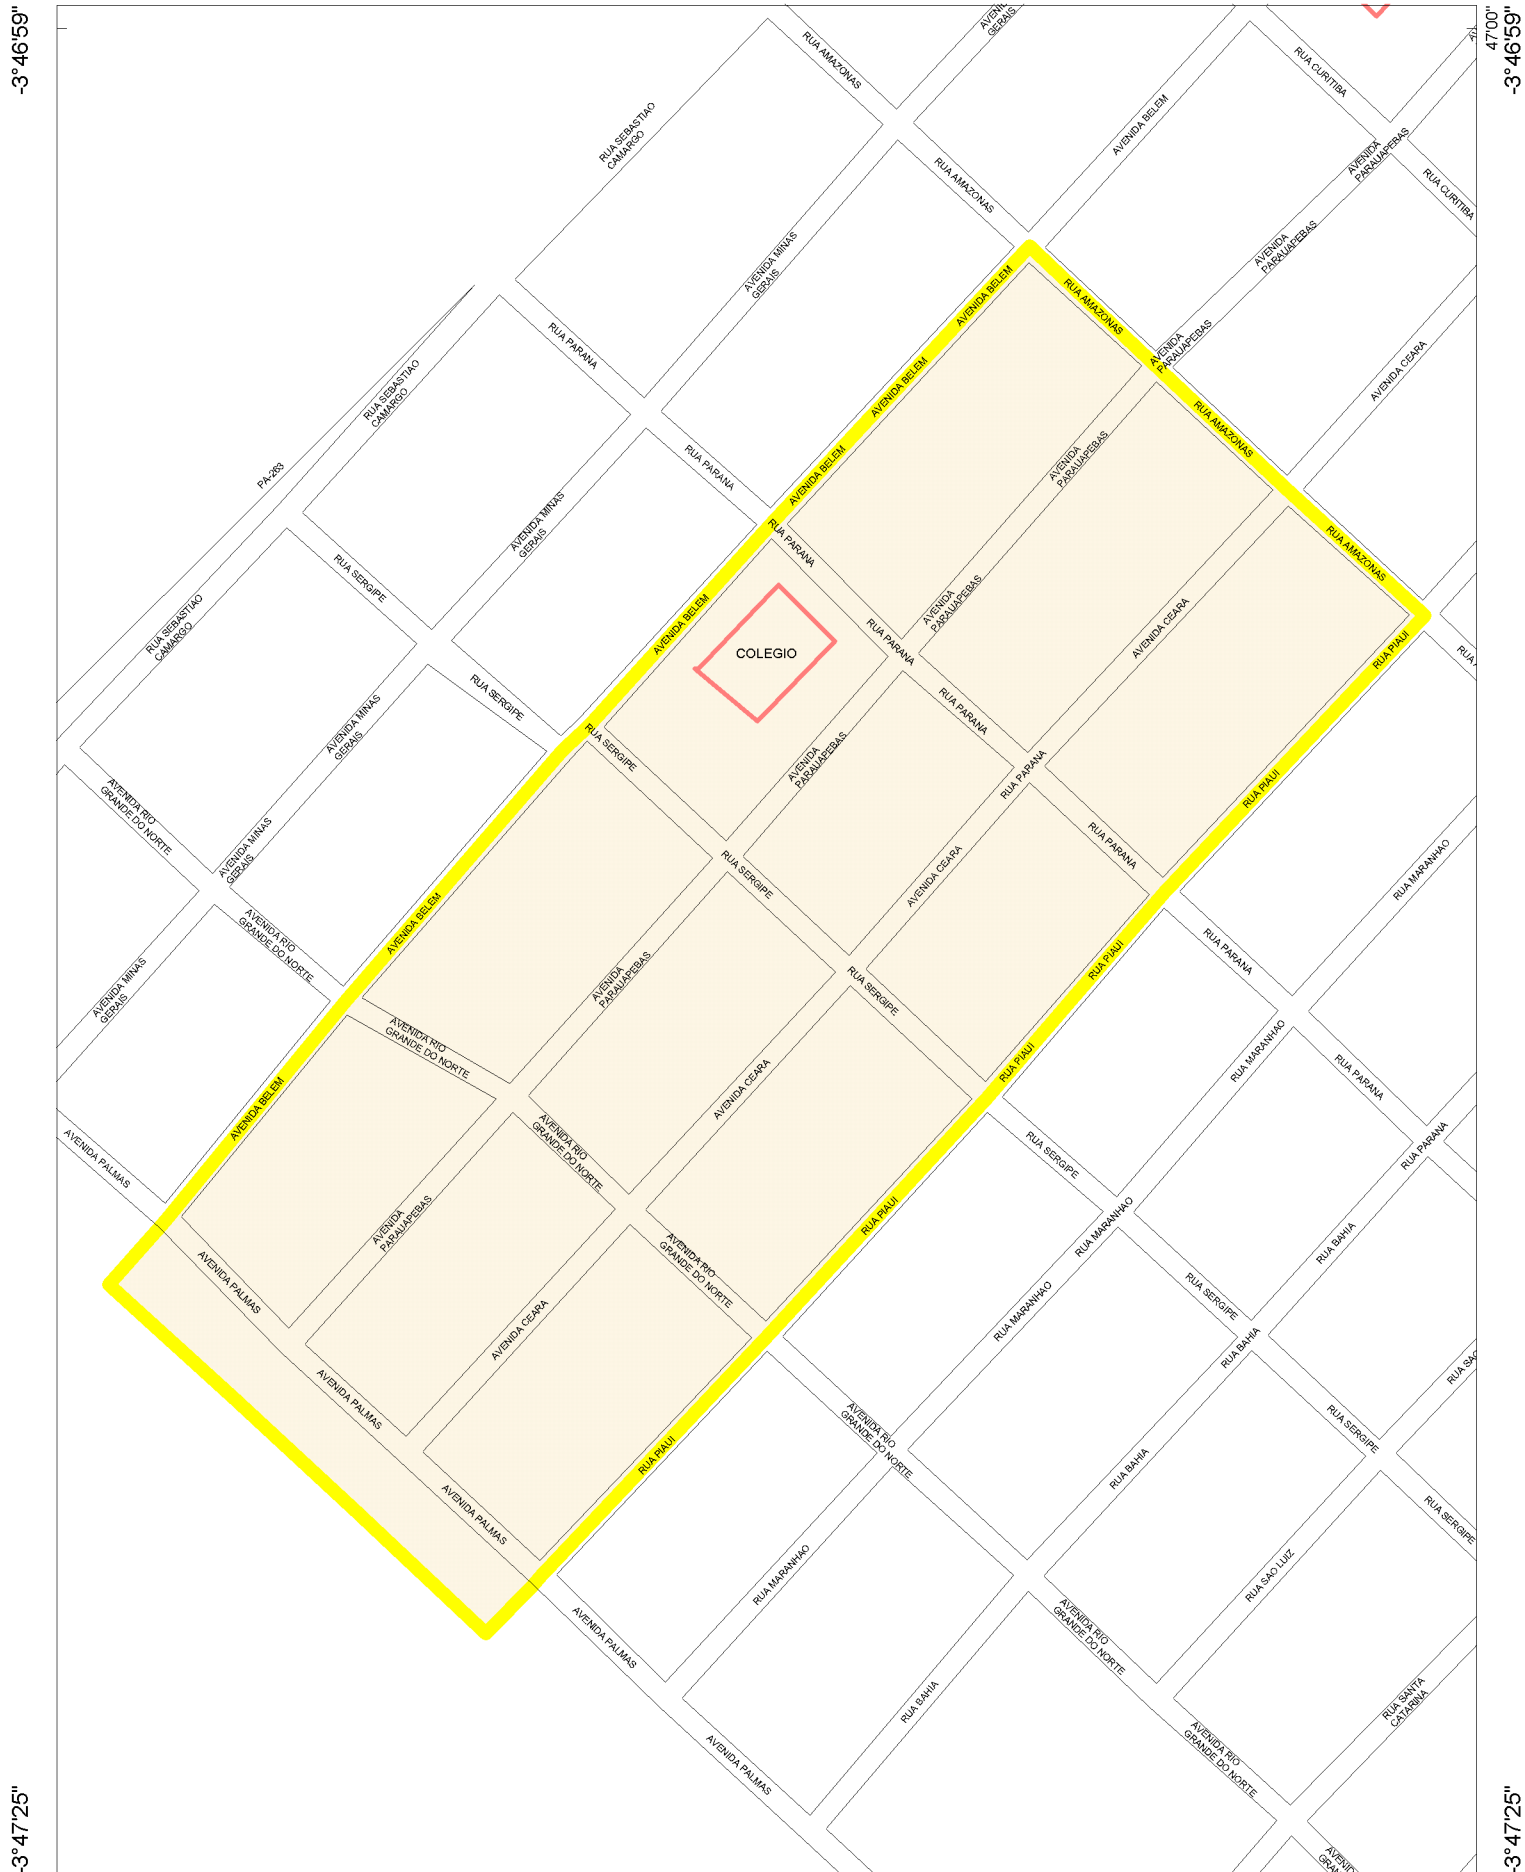 -3°46'59"
47'00"
-3°46'59"
AVENIDA
GERAIS
RUA AMAZONAS
RUA CURITIBA
RUA SEBASTIAO
CAMARGO
AVENIDA BELEM
AVENIDA
PARAUAPEBAS
RUA AMAZONAS
RUA CURITIBA
AVENIDA MINAS
GERAIS
AVENIDA
PARAUAPEBAS
AVENIDA BELEM
RUA AMAZONAS
RUA PARANA
AVENIDA
PARAUAPEBAS
RUA SEBASTIAO
CAMARGO
AVENIDA BELEM
AVENIDA CEARA
RUA AMAZONAS
PA-263
RUA PARANA
AVENIDA BELEM
AVENIDA
PARAUAPEBAS
AVENIDA MINAS
GERAIS
RUA PARANA
RUA AMAZONAS
RUA SERGIPE
RUA SEBASTIAO
CAMARGO
AVENIDA BELEM
COLEGIO
AVENIDA
PARAUAPEBAS
RUA PARANA
AVENIDA CEARA
RUA PIAUI
RUA
RUA SERGIPE
AVENIDA MINAS
GERAIS
RUA SERGIPE
RUA PARANA
AVENIDA
PARAUAPEBAS
RUA PARANA
RUA PIAUI
AVENIDA RIO
GRANDE DO NORTE
AVENIDA MINAS
GERAIS
RUA SERGIPE
AVENIDA CEARA
RUA PARANA
RUA MARANHAO
AVENIDA RIO
GRANDE DO NORTE
AVENIDA BELEM
AVENIDA MINAS
GERAIS
AVENIDA
PARAUAPEBAS
RUA SERGIPE
RUA PIAUI
RUA PARANA
AVENIDA RIO
GRANDE DO NORTE
AVENIDA CEARA
RUA PIAUI
RUA MARANHAO
RUA PARANA
AVENIDA BELEM
AVENIDA PALMAS
AVENIDA RIO
GRANDE DO NORTE
RUA SERGIPE
RUA PARANA
AVENIDA
PARAUAPEBAS
RUA PIAUI
RUA MARANHAO
RUA BAHIA
AVENIDA PALMAS
AVENIDA RIO
GRANDE DO NORTE
RUA SERGIPE
AVENIDA CEARA
RUA MARANHAO
RUA BAHIA
RUA SAO
AVENIDA PALMAS
RUA PIAUI
AVENIDA RIO
GRANDE DO NORTE
RUA BAHIA
RUA SERGIPE
AVENIDA PALMAS
RUA SERGIPE
RUA MARANHAO
RUA SAO LUIZ
AVENIDA PALMAS
AVENIDA RIO
GRANDE DO NORTE
RUA BAHIA
RUA SANTA
CATARINA
AVENIDA PALMAS
AVENIDA RIO
GRANDE DO NORTE
-3°47'25"
-3°47'25"